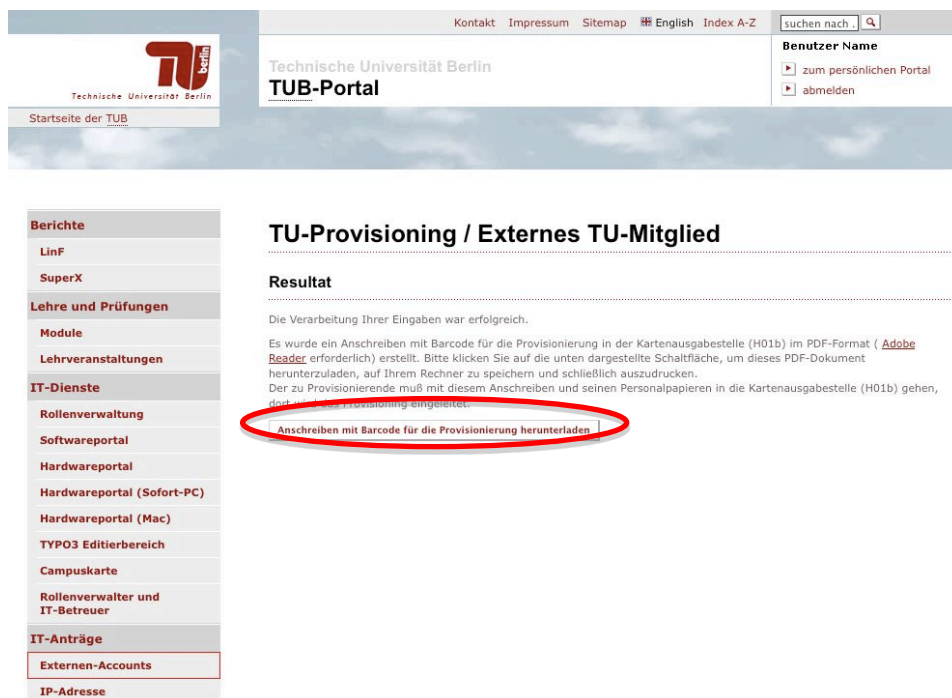 Kontakt Impressum Sitemap English Index A-Z suchen nach .
Benutzer Name
zum persönlichen Portal
abmelden
berlin
Technische Universität Berlin
Technische Universität Berlin
TUB-Portal
Startseite der TUB
Berichte
LinF
SuperX
Lehre und Prüfungen
Module
Lehrveranstaltungen
IT-Dienste
Rollenverwaltung
Softwareportal
Hardwareportal
Hardwareportal (Sofort-PC)
Hardwareportal (Mac)
TYPO3 Editierbereich
Campuskarte
Rollenverwalter und
IT-Betreuer
IT-Anträge
Externen-Accounts
IP-Adresse
TU-Provisioning / Externes TU-Mitglied
Resultat
Die Verarbeitung Ihrer Eingaben war erfolgreich.
Es wurde ein Anschreiben mit Barcode für die Provisionierung in der Kartenausgabestelle (H01b) im PDF-Format ( Adobe
Reader erforderlich) erstellt. Bitte klicken Sie auf die unten dargestellte Schaltfläche, um dieses PDF-Dokument
herunterzuladen, auf Ihrem Rechner zu speichern und schließlich auszudrucken.
Der zu Provisionierende muß mit diesem Anschreiben und seinen Personalpapieren in die Kartenausgabestelle (H01b) gehen,
dort wird das Provisioning eingeleitet.
Anschreiben mit Barcode für die Provisionierung herunterladen